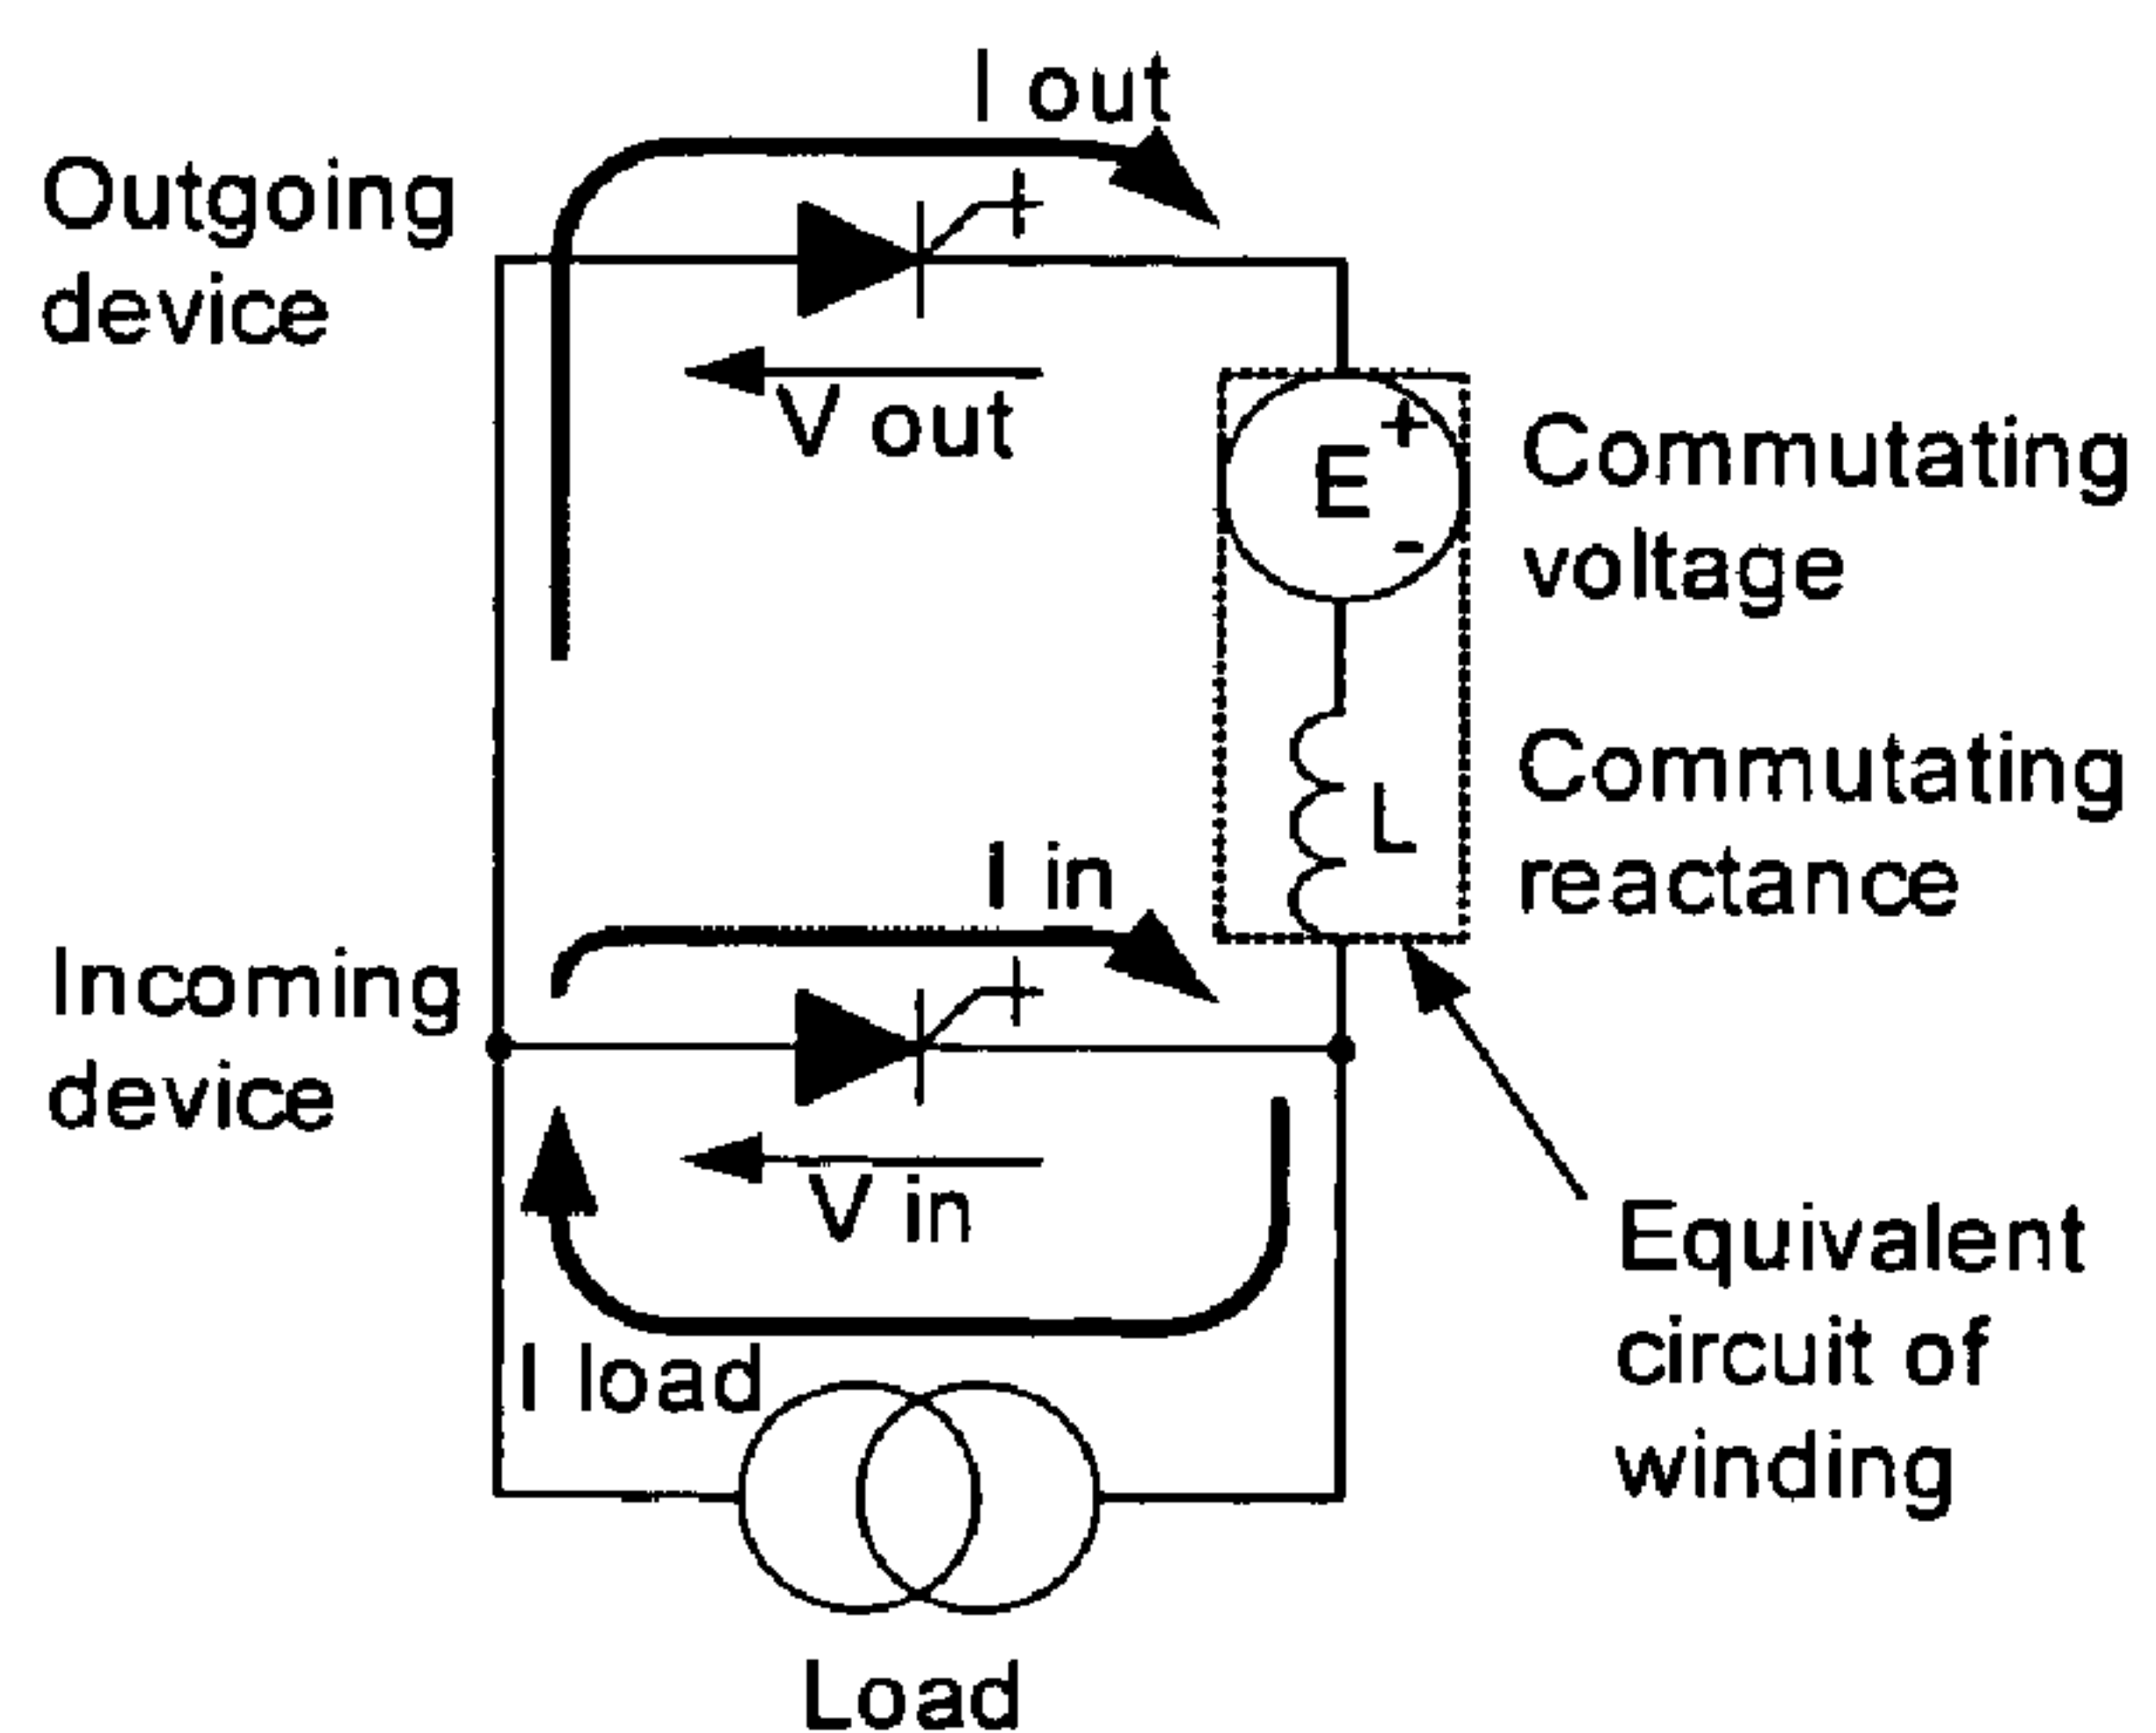 I out
Outgoing
device
V out
E
+
-
Commutating
voltage
L
Commutating
reactance
I in
Incoming
device
V in
I load
Equivalent
circuit of
winding
Load